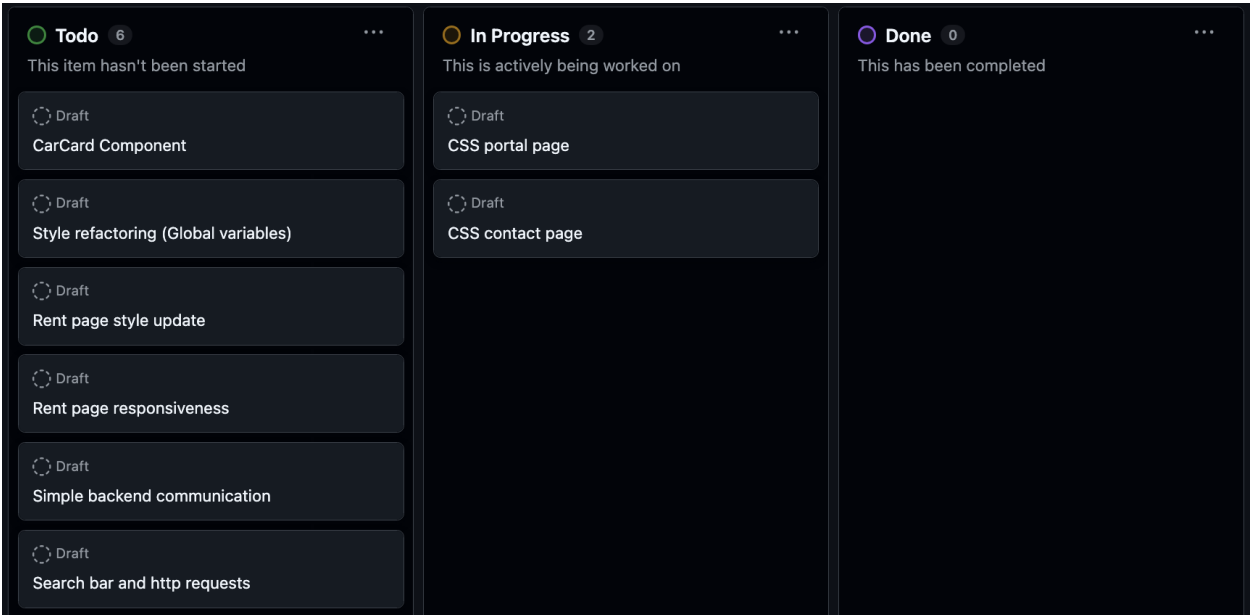 Todo 6
This item hasn't been started
Draft
CarCard Component
Draft
Style refactoring (Global variables)
Draft
Rent page style update
Draft
Rent page responsiveness
Draft
Simple backend communication
Draft
Search bar and http requests
In Progress 2
This is actively being worked on
Draft
CSS portal page
Draft
CSS contact page
Done 0
This has been completed